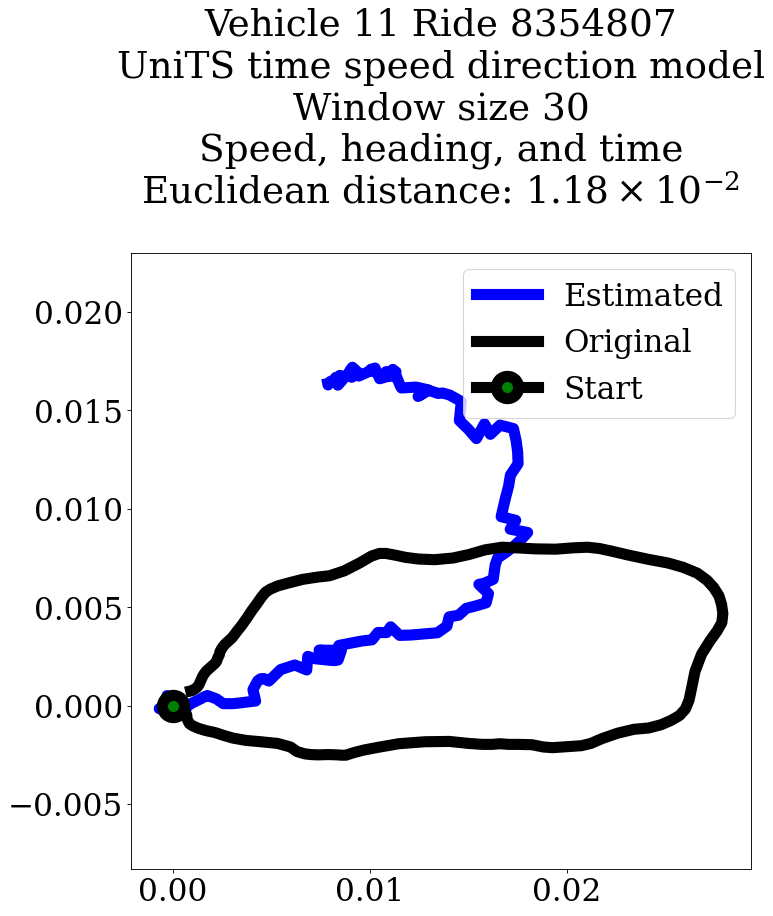 Vehicle 11 Ride 8354807
UniTS time speed direction model
Window size 30
Speed, heading, and time
Euclidean distance: 1.18 × 10⁻²
Estimated
Original
Start
0.020
0.015
0.010
0.005
0.000
−0.005
0.00 0.01 0.02